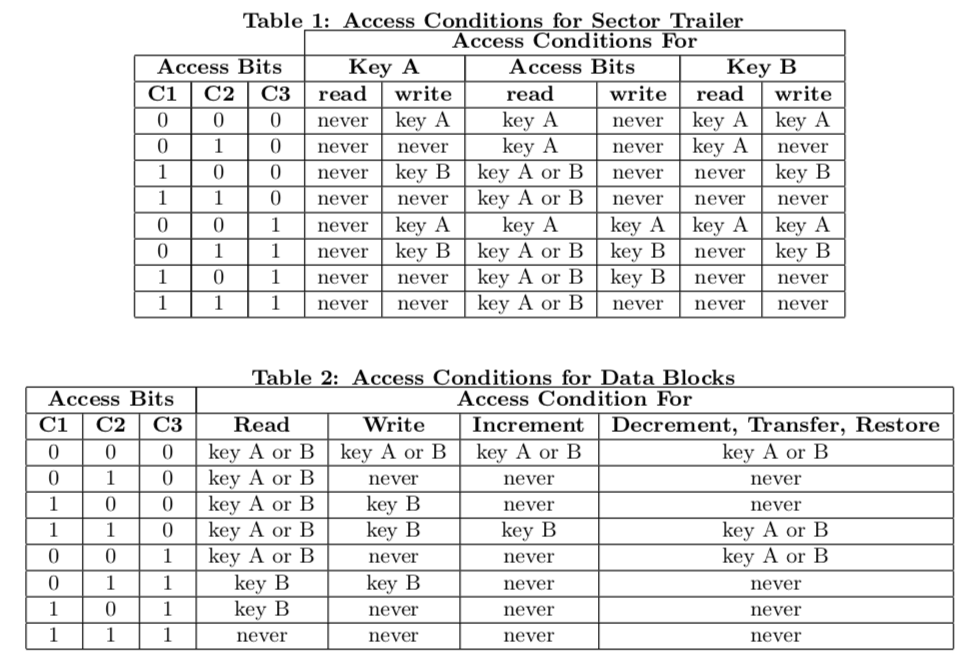 Table 1: Access Conditions for Sector Trailer
Access Conditions For
Access Bits Key A Access Bits Key B
C1 C2 C3 read write read write read write
0 0 0 never key A key A never key A key A
0 1 0 never never key A never key A never
1 0 0 never key B key A or B never never key B
1 1 0 never never key A or B never never never
0 0 1 never key A key A key A key A key A
0 1 1 never key B key A or B key B never key B
1 0 1 never never key A or B key B never never
1 1 1 never never key A or B never never never
Table 2: Access Conditions for Data Blocks
Access Bits Access Condition For
C1 C2 C3 Read Write Increment Decrement, Transfer, Restore
0 0 0 key A or B key A or B key A or B key A or B
0 1 0 key A or B never never never
1 0 0 key A or B key B never never
1 1 0 key A or B key B key B key A or B
0 0 1 key A or B never never key A or B
0 1 1 key B key B never never
1 0 1 key B never never never
1 1 1 never never never never